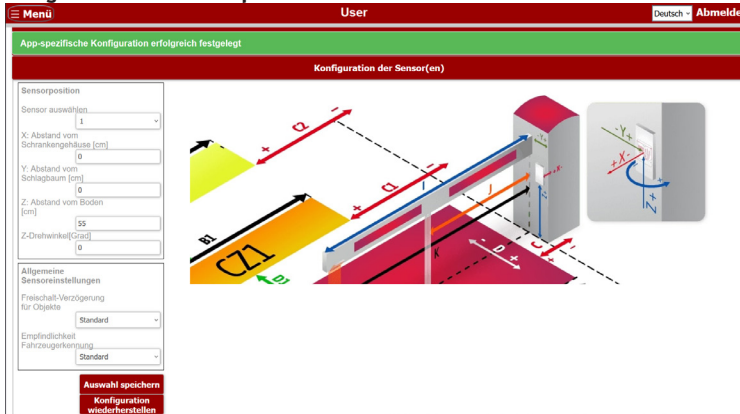 ☰ Menü
User
Deutsch
Abmelde
App-spezifische Konfiguration erfolgreich festgelegt
Konfiguration der Sensor(en)
Sensorposition
Sensor auswählen
1
X: Abstand vom
Schrankengehäuse [cm]
0
Y: Abstand vom
Schlagbaum [cm]
0
Z: Abstand vom Boden
[cm]
55
Z-Drehwinkel[Grad]
0
Allgemeine
Sensoreinstellungen
Freischalt-Verzögerung
für Objekte
Standard
Empfindlichkeit
Fahrzeugerkennung
Standard
Auswahl speichern
Konfiguration
wiederherstellen
+ C2 -
+ C1 -
B1
CZ1
D1
I
J
K
- D +
C
+
Y+
+X-
-Y+
+X-
Z+